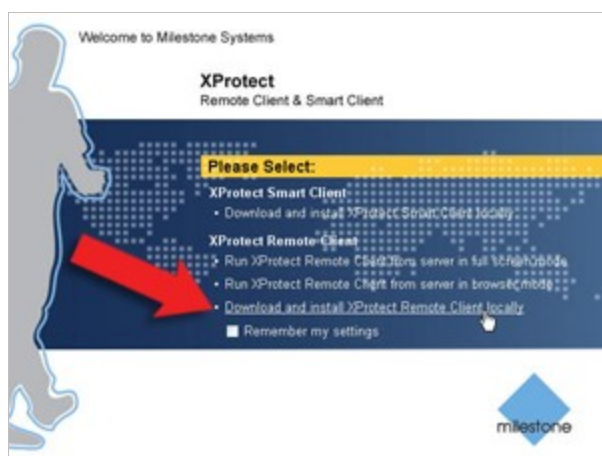 Welcome to Milestone Systems
XProtect
Remote Client & Smart Client
Please Select:
XProtect Smart Client
• Download and install XProtect Smart Client locally
XProtect Remote Client
• Run XProtect Remote Client from server in full screen mode
• Run XProtect Remote Client from server in browser mode
• Download and install XProtect Remote Client locally
Remember my settings
milestone